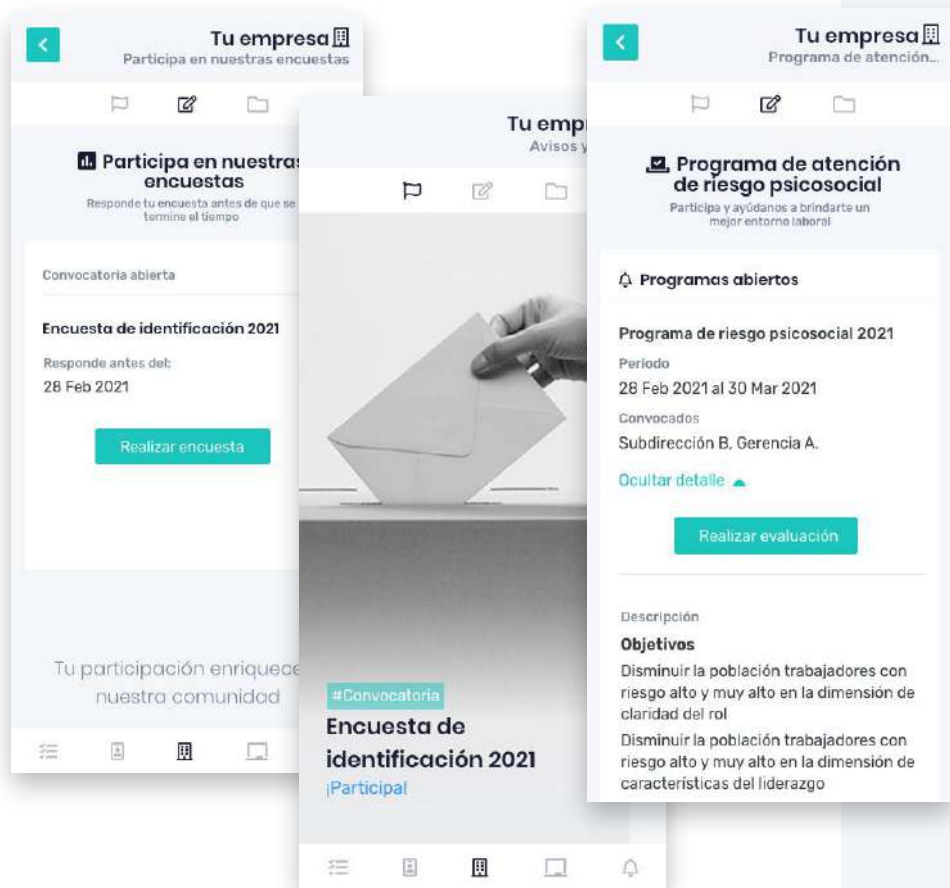 Tu empresa
Participa en nuestras encuestas
Participa en nuestras
encuestas
Responde tu encuesta antes de que se
termine el tiempo
Convocatoria abierta
Encuesta de identificación 2021
Responde antes del:
28 Feb 2021
Realizar encuesta
Tu participación enriquece
nuestra comunidad
Tu emp
Avisos y
#Convocatoria
Encuesta de
identificación 2021
¡Participa!
Tu empresa
Programa de atención...
Programa de atención
de riesgo psicosocial
Participa y ayúdanos a brindarte un
mejor entorno laboral
Programas abiertos
Programa de riesgo psicosocial 2021
Periodo
28 Feb 2021 al 30 Mar 2021
Convocados
Subdirección B, Gerencia A.
Ocultar detalle
Realizar evaluación
Descripción
Objetivos
Disminuir la población trabajadores con
riesgo alto y muy alto en la dimensión de
claridad del rol
Disminuir la población trabajadores con
riesgo alto y muy alto en la dimensión de
características del liderazgo